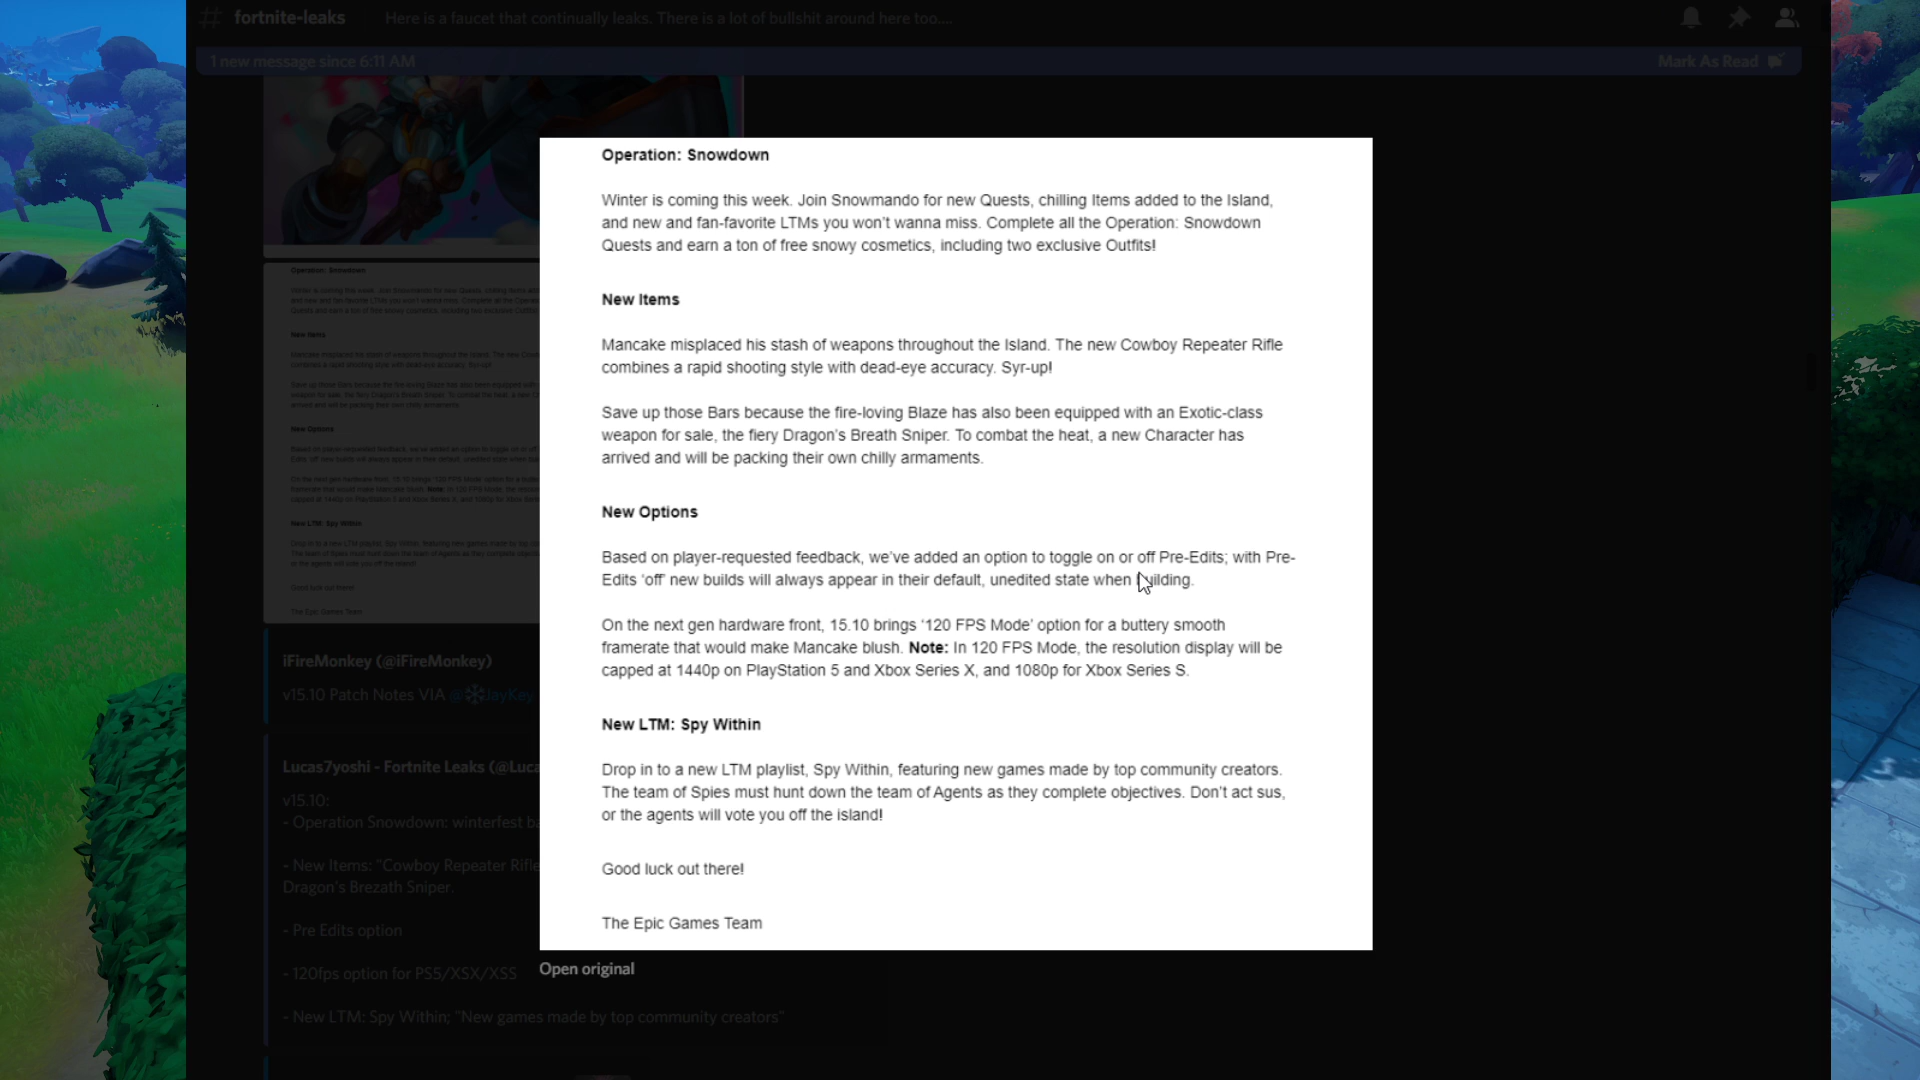 # fortnite-leaks Here is a faucet that continually leaks. There is a lot of bullshit around here too....
1 new message since 6:11 AM Mark As Read
Operation: Snowdown
Winter is coming this week. Join Snowmando for new Quests, chilling Items added to the Island,
and new and fan-favorite LTMs you won't wanna miss. Complete all the Operation: Snowdown
Quests and earn a ton of free snowy cosmetics, including two exclusive Outfits!
New Items
Mancake misplaced his stash of weapons throughout the Island. The new Cowboy Repeater Rifle
combines a rapid shooting style with dead-eye accuracy. Syr-up!
Save up those Bars because the fire-loving Blaze has also been equipped with an Exotic-class
weapon for sale, the fiery Dragon's Breath Sniper. To combat the heat, a new Character has
arrived and will be packing their own chilly armaments.
New Options
Based on player-requested feedback, we've added an option to toggle on or off Pre-Edits; with Pre-
Edits 'off' new builds will always appear in their default, unedited state when building.
On the next gen hardware front, 15.10 brings '120 FPS Mode' option for a buttery smooth
framerate that would make Mancake blush. Note: In 120 FPS Mode, the resolution display will be
capped at 1440p on PlayStation 5 and Xbox Series X, and 1080p for Xbox Series S.
New LTM: Spy Within
Drop in to a new LTM playlist, Spy Within, featuring new games made by top community creators.
The team of Spies must hunt down the team of Agents as they complete objectives. Don't act sus,
or the agents will vote you off the island!
Good luck out there!
The Epic Games Team
Open original
iFireMonkey (@iFireMonkey)
v15.10 Patch Notes VIA @❄JayKey
Lucas7yoshi - Fortnite Leaks (@Luca
v15.10:
- Operation Snowdown: winterfest ba
- New Items: "Cowboy Repeater Rifle
Dragon's Brezath Sniper.
- Pre Edits option
- 120fps option for PS5/XSX/XSS
- New LTM: Spy Within; "New games made by top community creators"